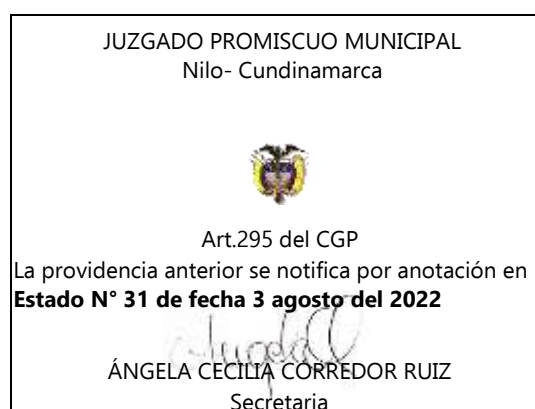 JUZGADO PROMISCUO MUNICIPAL
Nilo- Cundinamarca
Art.295 del CGP
La providencia anterior se notifica por anotación en
Estado N° 31 de fecha 3 agosto del 2022
ÁNGELA CECILIA CORREDOR RUIZ
Secretaria